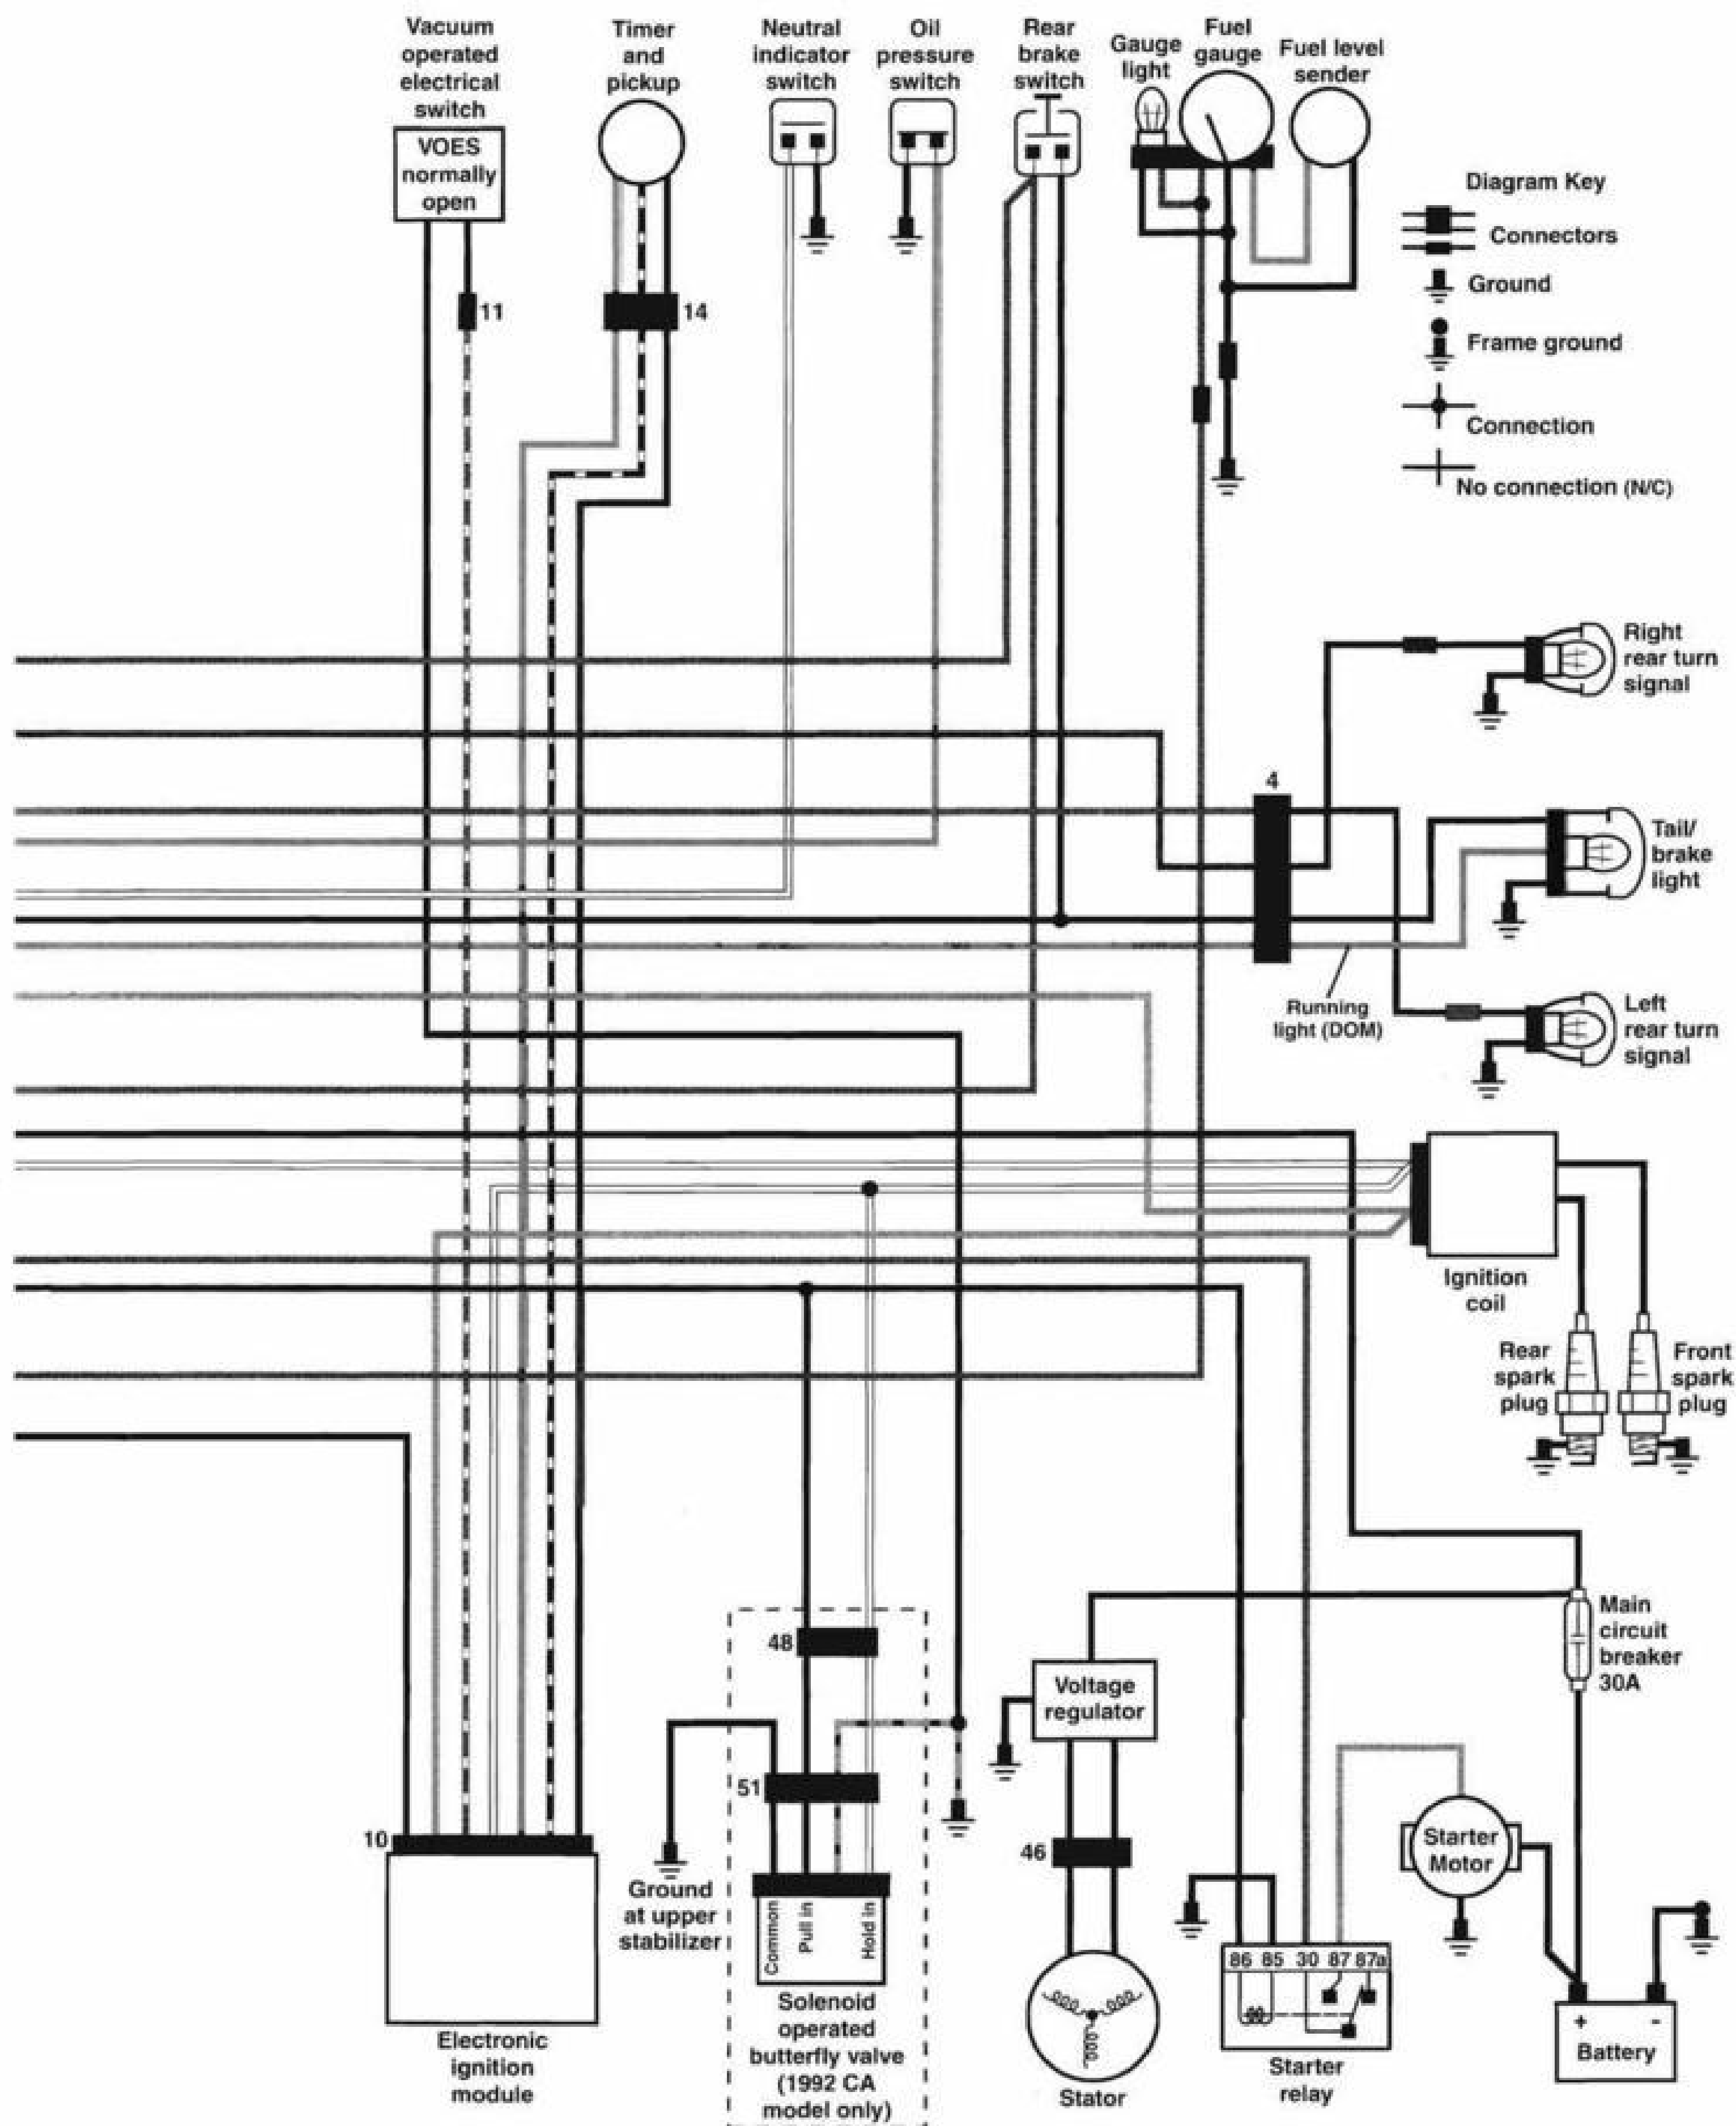 Vacuum
operated
electrical
switch
Timer
and
pickup
Neutral
indicator
switch
Oil
pressure
switch
Rear
brake
switch
Gauge
light
Fuel
gauge
Fuel level
sender
VOES
normally
open
11
14
Diagram Key
Connectors
Ground
Frame ground
Connection
No connection (N/C)
Right
rear turn
signal
4
Tail/
brake
light
Running
light (DOM)
Left
rear turn
signal
Ignition
coil
Rear
spark
plug
Front
spark
plug
Main
circuit
breaker
30A
48
Voltage
regulator
51
46
10
Starter
Motor
Ground
at upper
stabilizer
Common
Pull in
Hold in
86 85 30 87 87a
+ -
Battery
Solenoid
operated
butterfly valve
(1992 CA
model only)
Electronic
ignition
module
Stator
Starter
relay